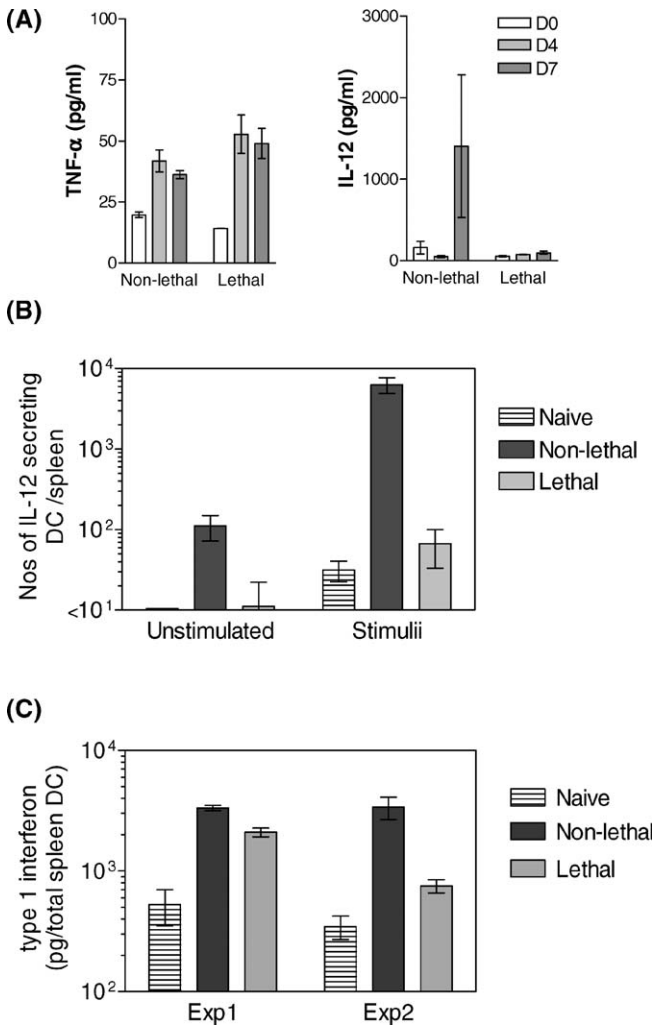 (A)
TNF-α (pg/ml)
100
75
50
25
0
Non-lethal Lethal
IL-12 (pg/ml)
3000
2000
1000
0
Non-lethal Lethal
D0
D4
D7
(B)
Nos of IL-12 secreting
DC /spleen
10⁴
10³
10²
<10¹
Unstimulated Stimulii
Naive
Non-lethal
Lethal
(C)
type 1 interferon
(pg/total spleen DC)
10⁴
10³
10²
Exp1 Exp2
Naive
Non-lethal
Lethal